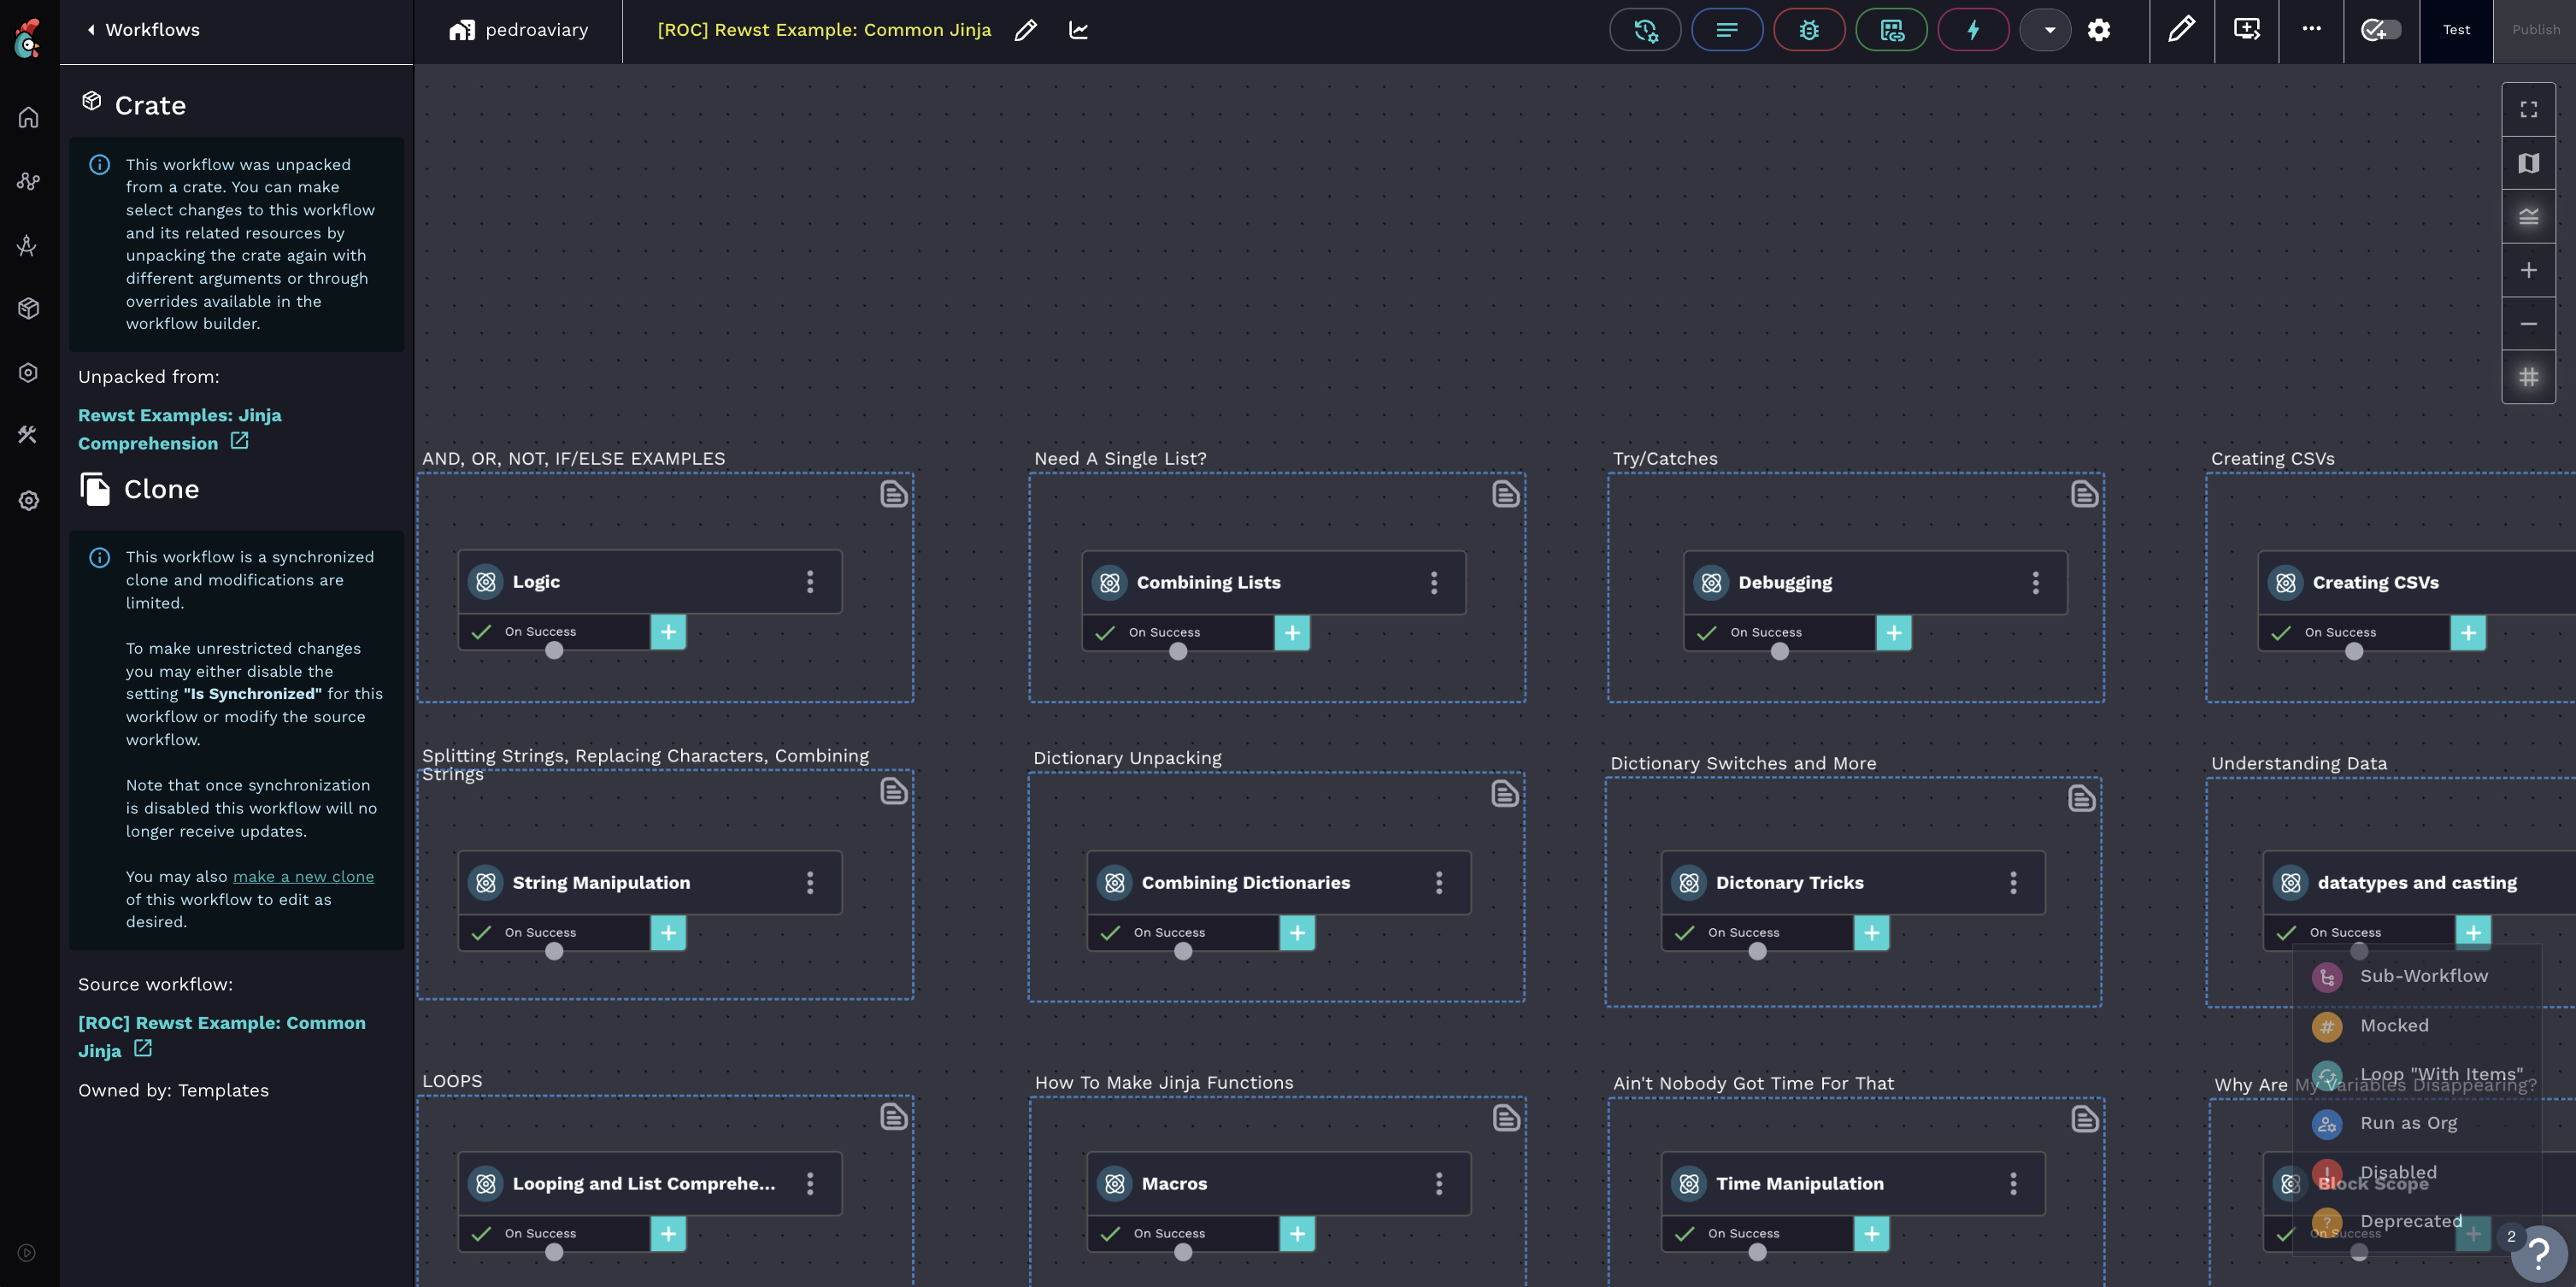 Workflows
pedroaviary
[ROC] Rewst Example: Common Jinja
Test
Publish
Crate
This workflow was unpacked
from a crate. You can make
select changes to this workflow
and its related resources by
unpacking the crate again with
different arguments or through
overrides available in the
workflow builder.
Unpacked from:
Rewst Examples: Jinja
Comprehension
Clone
This workflow is a synchronized
clone and modifications are
limited.
To make unrestricted changes
you may either disable the
setting "Is Synchronized" for this
workflow or modify the source
workflow.
Note that once synchronization
is disabled this workflow will no
longer receive updates.
You may also make a new clone
of this workflow to edit as
desired.
Source workflow:
[ROC] Rewst Example: Common
Jinja
Owned by: Templates
AND, OR, NOT, IF/ELSE EXAMPLES
Logic
On Success
Need A Single List?
Combining Lists
On Success
Try/Catches
Debugging
On Success
Creating CSVs
Creating CSVs
On Success
Splitting Strings, Replacing Characters, Combining
Strings
String Manipulation
On Success
Dictionary Unpacking
Combining Dictionaries
On Success
Dictionary Switches and More
Dictonary Tricks
On Success
Understanding Data
datatypes and casting
On Success
LOOPS
Looping and List Comprehe...
On Success
How To Make Jinja Functions
Macros
On Success
Ain't Nobody Got Time For That
Time Manipulation
On Success
Why Are My Variables Disappearing?
Block Scope
On Success
Sub-Workflow
Mocked
Loop "With Items"
Run as Org
Disabled
Deprecated
2